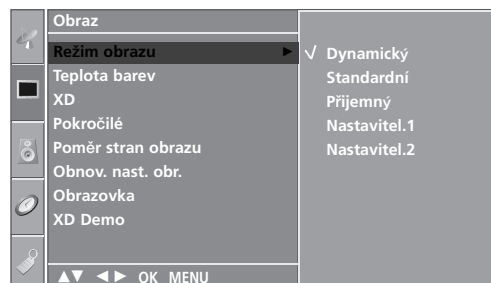 Obraz
Režim obrazu
Teplota barev
XD
Pokročilé
Poměr stran obrazu
Obnov. nast. obr.
Obrazovka
XD Demo
▲▼ ◄► OK MENU
√ Dynamický
Standardní
Přijemný
Nastavitel.1
Nastavitel.2